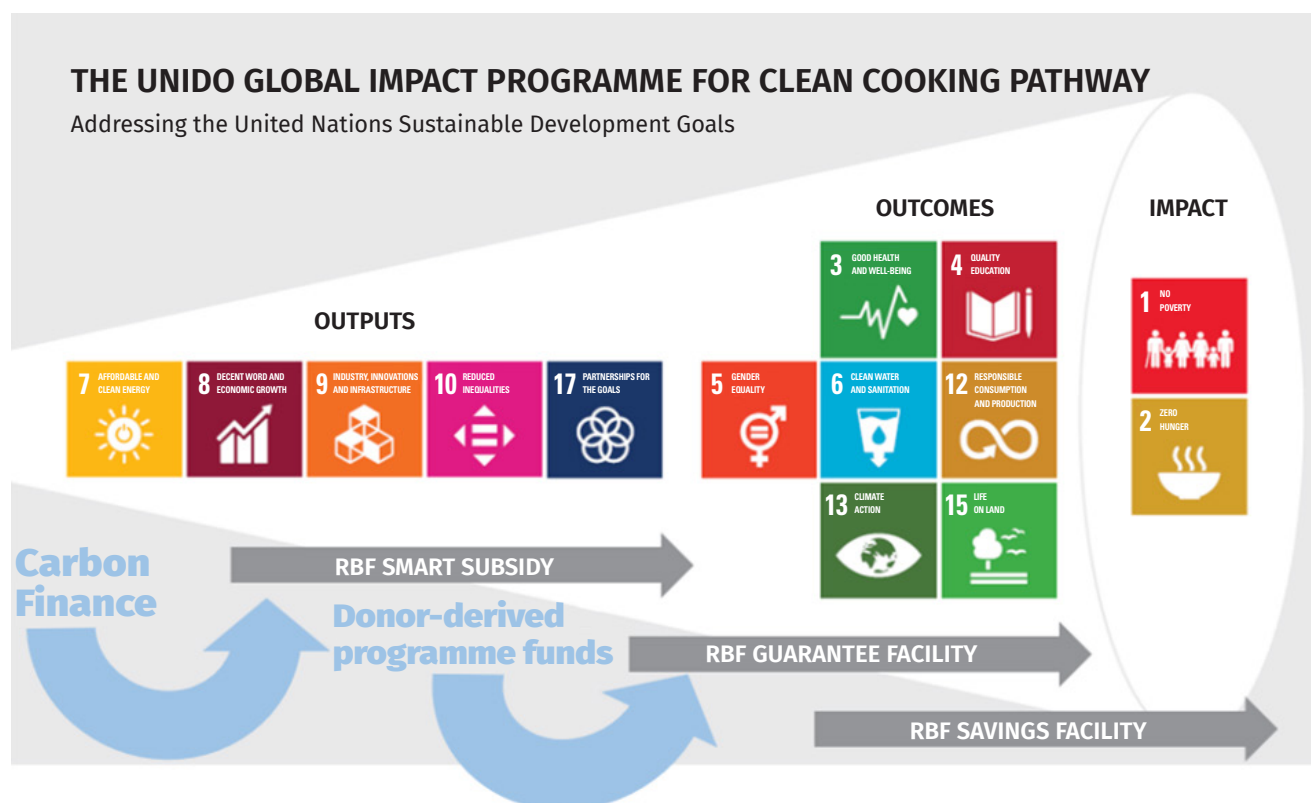 THE UNIDO GLOBAL IMPACT PROGRAMME FOR CLEAN COOKING PATHWAY
Addressing the United Nations Sustainable Development Goals
OUTPUTS
7 AFFORDABLE AND
CLEAN ENERGY
8 DECENT WORD AND
ECONOMIC GROWTH
9 INDUSTRY, INNOVATIONS
AND INFRASTRUCTURE
10 REDUCED
INEQUALITIES
17 PARTNERSHIPS FOR
THE GOALS
OUTCOMES
3 GOOD HEALTH
AND WELL-BEING
4 QUALITY
EDUCATION
5 GENDER
EQUALITY
6 CLEAN WATER
AND SANITATION
12 RESPONSIBLE
CONSUMPTION
AND PRODUCTION
13 CLIMATE
ACTION
15 LIFE
ON LAND
IMPACT
1 NO
POVERTY
2 ZERO
HUNGER
Carbon
Finance
RBF SMART SUBSIDY
Donor-derived
programme funds
RBF GUARANTEE FACILITY
RBF SAVINGS FACILITY